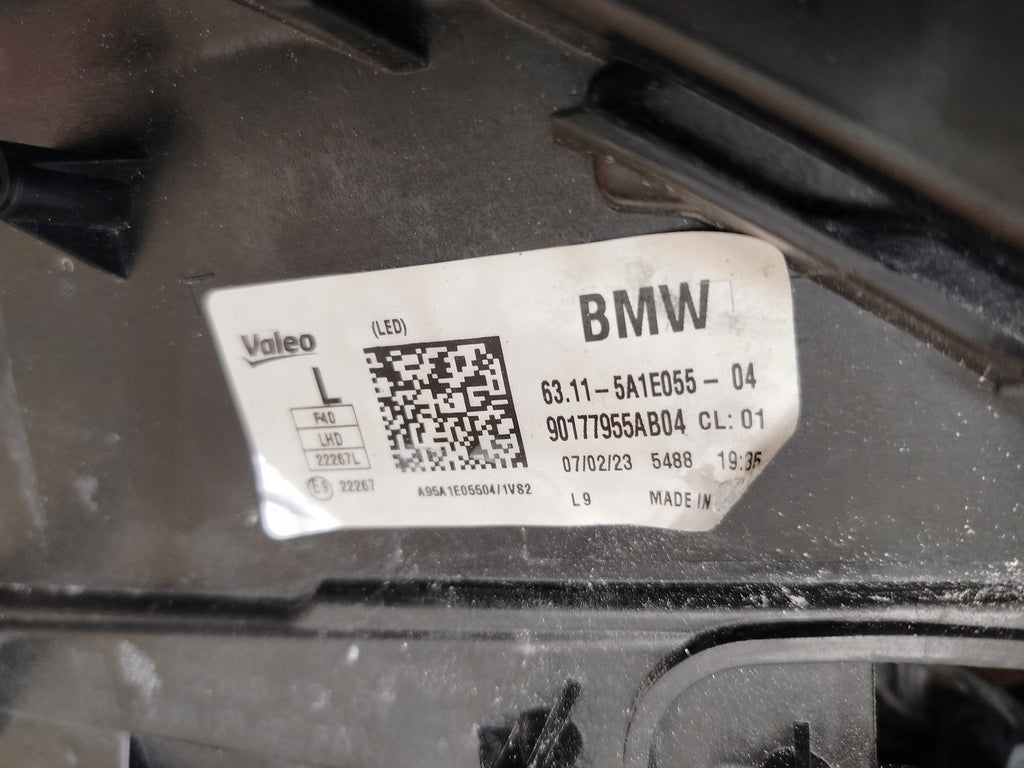 Valeo
(LED)
L
F40
LHD
22267L
22267
A95A1E05504/1V82
BMW
63.11-5A1E055-04
90177955AB04 CL: 01
07/02/23 5488 19:35
L9 MADE IN